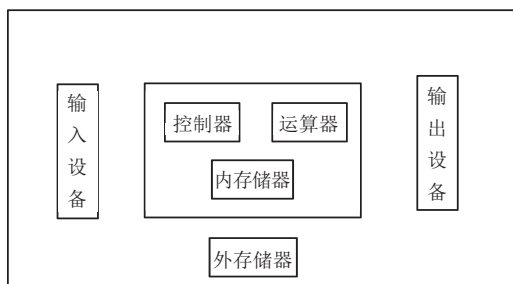 输入设备
控制器
运算器
内存储器
外存储器
输出设备